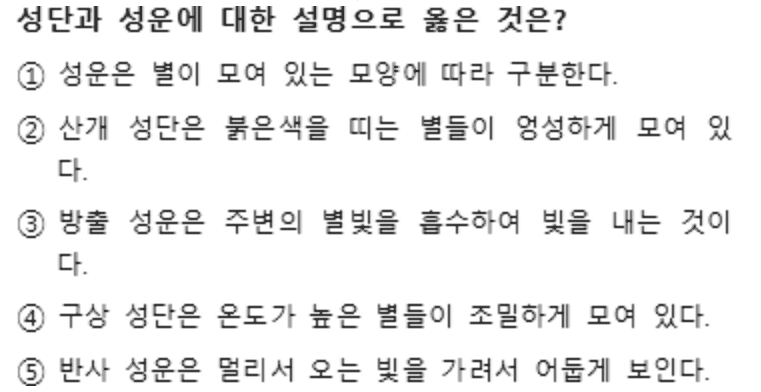 성단과 성운에 대한 설명으로 옳은 것은?
① 성운은 별이 모여 있는 모양에 따라 구분한다.
② 산개 성단은 붉은색을 띠는 별들이 엉성하게 모여 있
다.
③ 방출 성운은 주변의 별빛을 흡수하여 빛을 내는 것이
다.
④ 구상 성단은 온도가 높은 별들이 조밀하게 모여 있다.
⑤ 반사 성운은 멀리서 오는 빛을 가려서 어둡게 보인다.